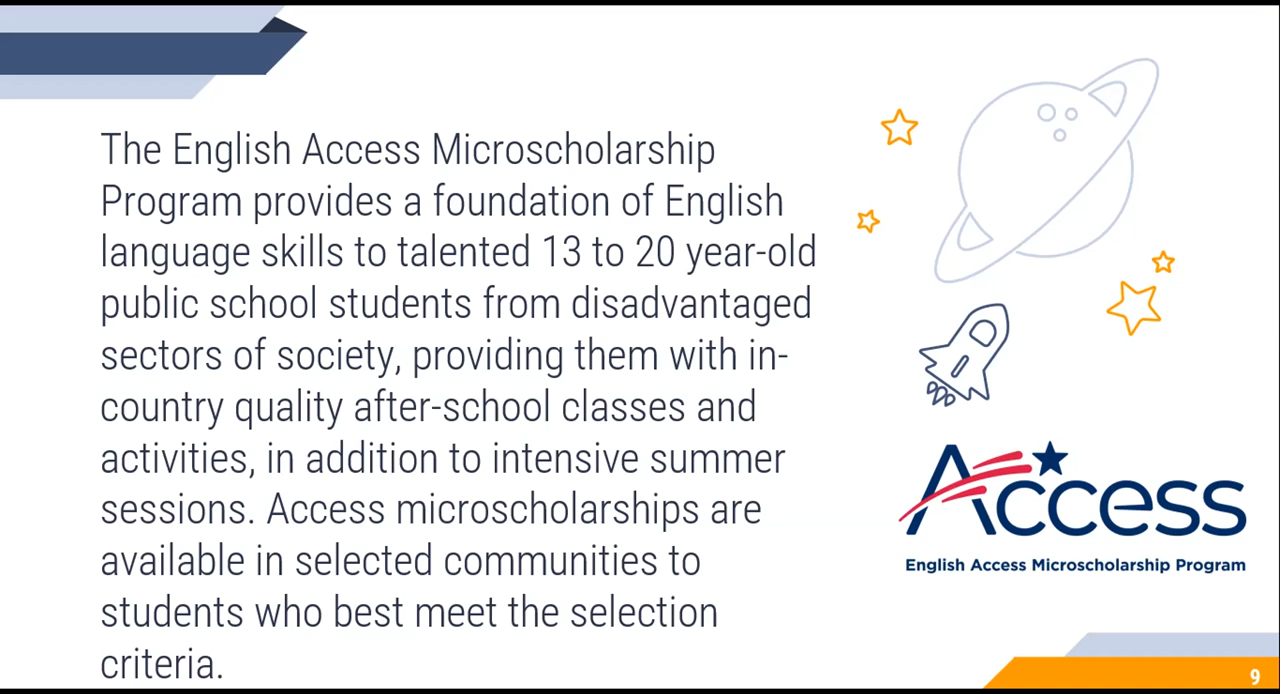 The English Access Microscholarship
Program provides a foundation of English
language skills to talented 13 to 20 year-old
public school students from disadvantaged
sectors of society, providing them with in-
country quality after-school classes and
activities, in addition to intensive summer
sessions. Access microscholarships are
available in selected communities to
students who best meet the selection
criteria.
Access
English Access Microscholarship Program
9